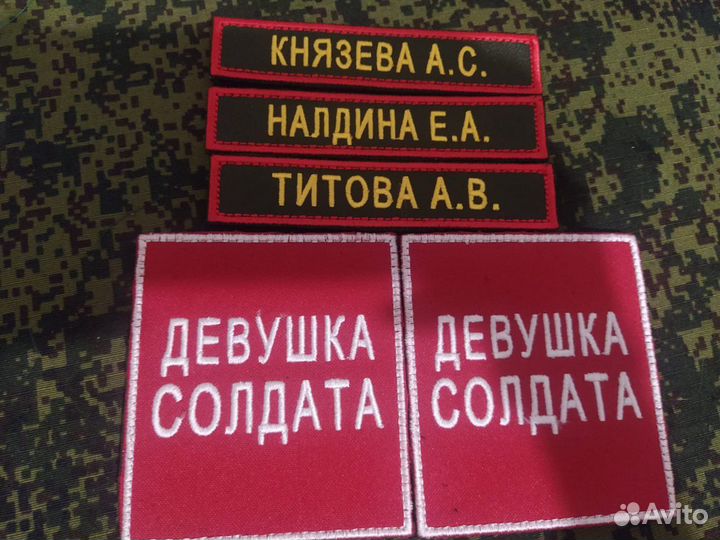 КНЯЗЕВА А.С.
НАЛДИНА Е.А.
ТИТОВА А.В.
ДЕВУШКА
СОЛДАТА
ДЕВУШКА
СОЛДАТА
Avito